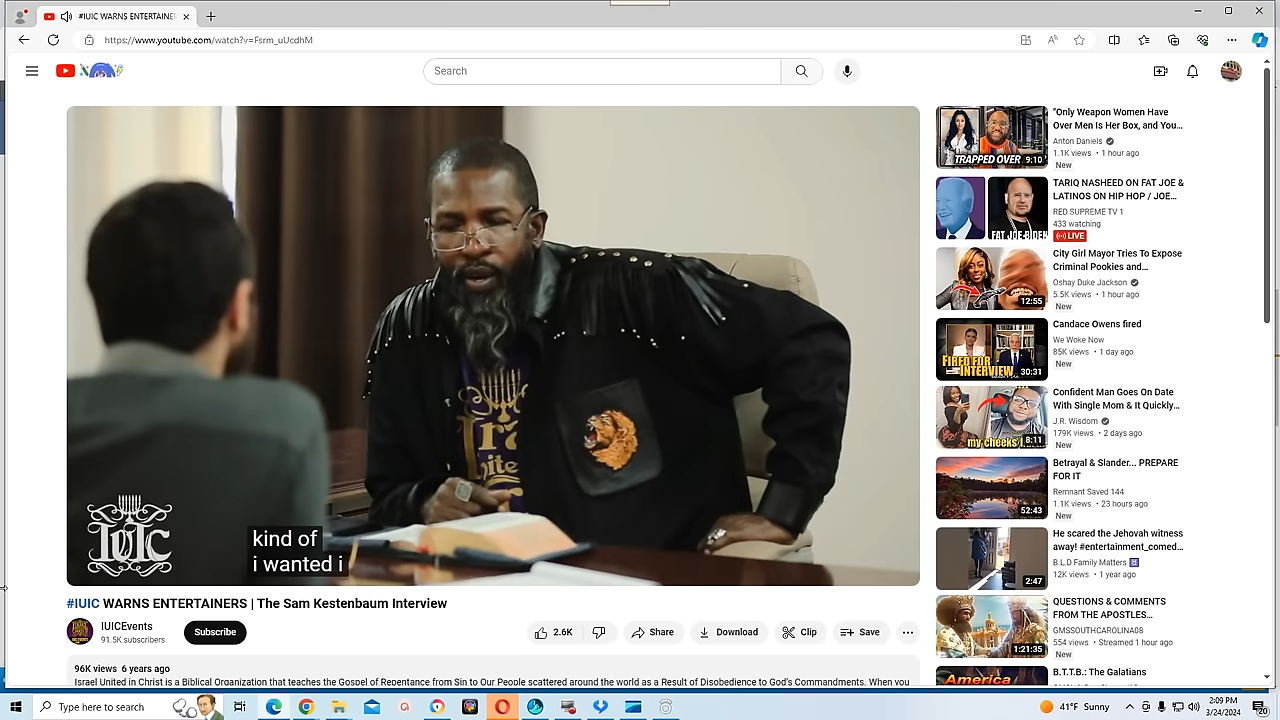 #IUIC WARNS ENTERTAINER
https://www.youtube.com/watch?v=Fsrm_uUcdhM
Search
IUIC
kind of
i wanted i
#IUIC WARNS ENTERTAINERS | The Sam Kestenbaum Interview
IUICEvents
91.5K subscribers
Subscribe
2.6K
Share
Download
Clip
Save
96K views 6 years ago
Israel United in Christ is a Biblical Organization that teaches the Gospel of Repentance from Sin to Our People scattered around the world as a Result of Disobedience to God's Commandments. When you
TRAPPED OVER
9:10
"Only Weapon Women Have
Over Men Is Her Box, and You...
Anton Daniels
1.1K views • 1 hour ago
New
FAT JOE BIDEN
TARIQ NASHEED ON FAT JOE &
LATINOS ON HIP HOP / JOE...
RED SUPREME TV 1
433 watching
LIVE
12:55
City Girl Mayor Tries To Expose
Criminal Pookies and...
Oshay Duke Jackson
5.5K views • 1 hour ago
New
FIRED FOR
INTERVIEW
30:31
Candace Owens fired
We Woke Now
85K views • 1 day ago
New
my cheeks
8:11
Confident Man Goes On Date
With Single Mom & It Quickly...
J.R. Wisdom
179K views • 2 days ago
New
52:43
Betrayal & Slander... PREPARE
FOR IT
Remnant Saved 144
1.1K views • 23 hours ago
New
2:47
He scared the Jehovah witness
away! #entertainment_comed...
B.L.D Family Matters
12K views • 1 year ago
1:21:35
QUESTIONS & COMMENTS
FROM THE APOSTLES...
GMSSOUTHCAROLINA08
554 views • Streamed 1 hour ago
New
America
B.T.T.B.: The Galatians
Type here to search
41°F Sunny
2:09 PM
3/24/2024
20